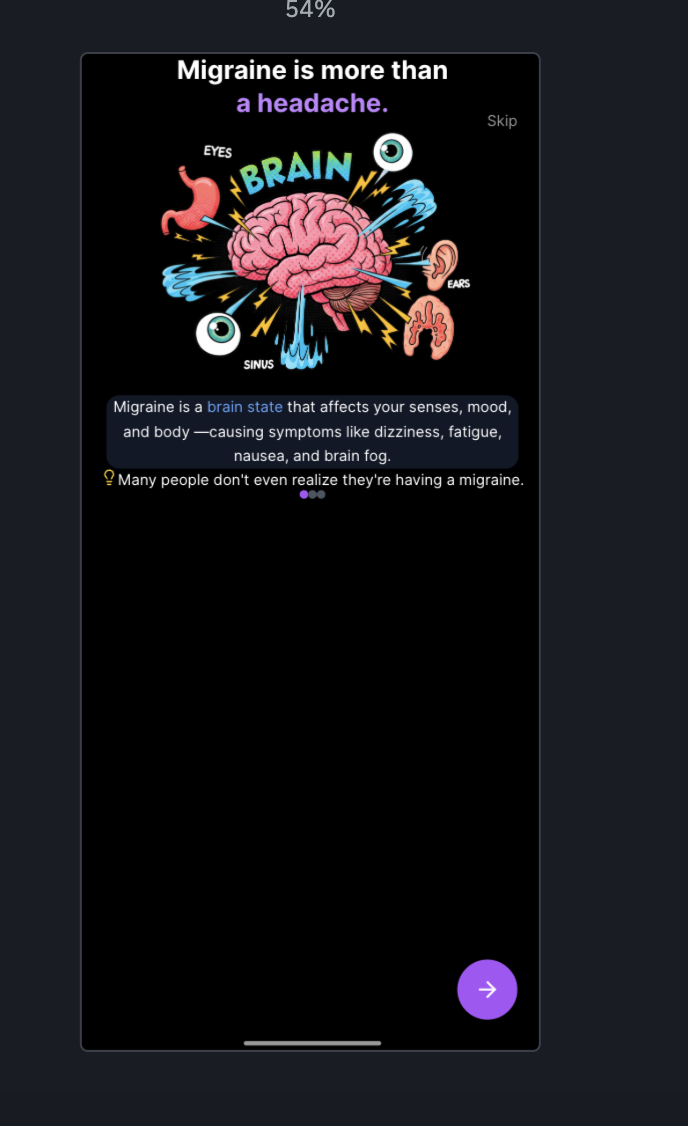 54%
Migraine is more than
a headache.
Skip
EYES
BRAIN
EARS
SINUS
Migraine is a brain state that affects your senses, mood,
and body —causing symptoms like dizziness, fatigue,
nausea, and brain fog.
Many people don't even realize they're having a migraine.